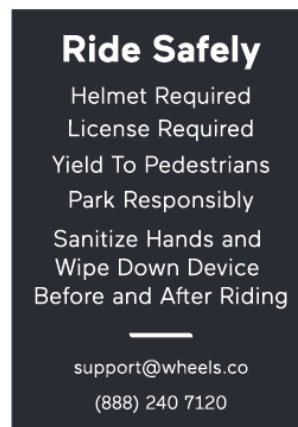 Ride Safely
Helmet Required
License Required
Yield To Pedestrians
Park Responsibly
Sanitize Hands and
Wipe Down Device
Before and After Riding
support@wheels.co
(888) 240 7120